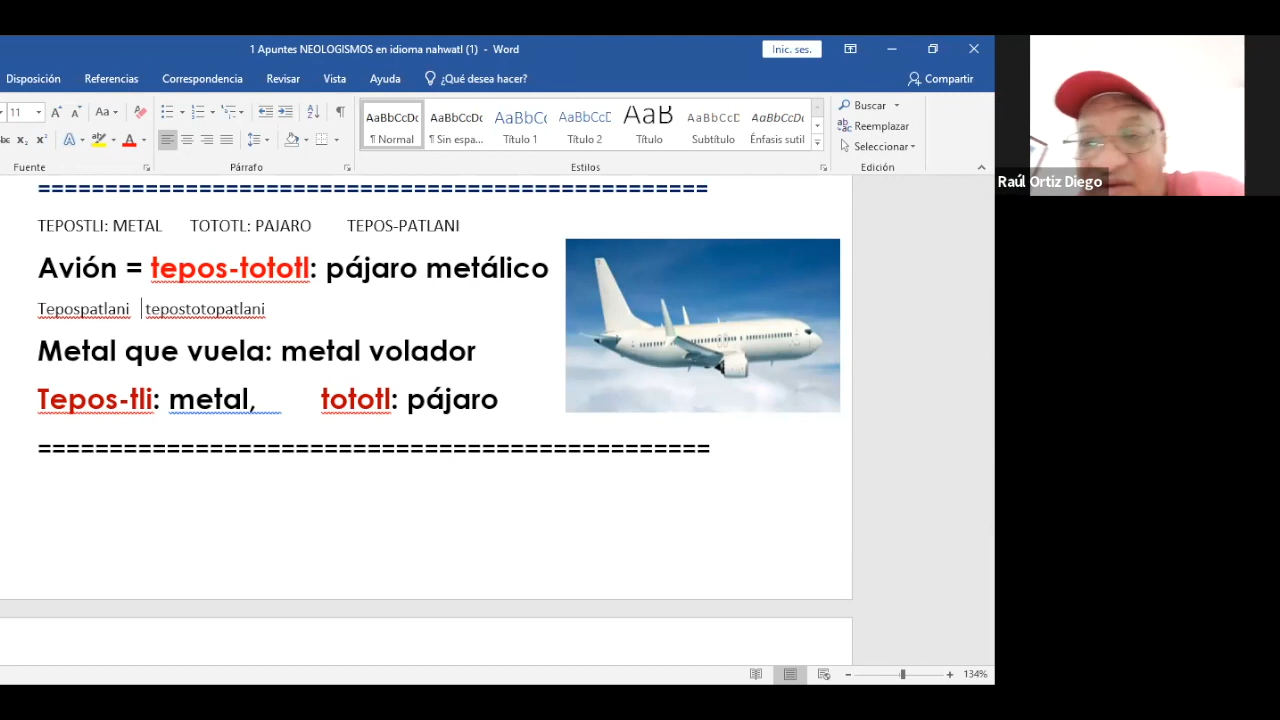 1 Apuntes NEOLOGISMOS en idioma nahwatl (1) - Word
Inic. ses.
Disposición Referencias Correspondencia Revisar Vista Ayuda ¿Qué desea hacer? Compartir
11 Aa
AaBbCcDc AaBbCcDc AaBbCc AaBbCcD AaB AaBbCcD AaBbCcDc
¶ Normal ¶ Sin espa... Título 1 Título 2 Título Subtítulo Énfasis sutil
Buscar
Reemplazar
Seleccionar
Fuente Párrafo Estilos Edición
Raúl Ortiz Diego
===============================================
TEPOSTLI: METAL TOTOTL: PAJARO TEPOS-PATLANI
Avión = tepos-tototl: pájaro metálico
Tepospatlani tepostotopatlani
Metal que vuela: metal volador
Tepos-tli: metal, tototl: pájaro
===============================================
134%